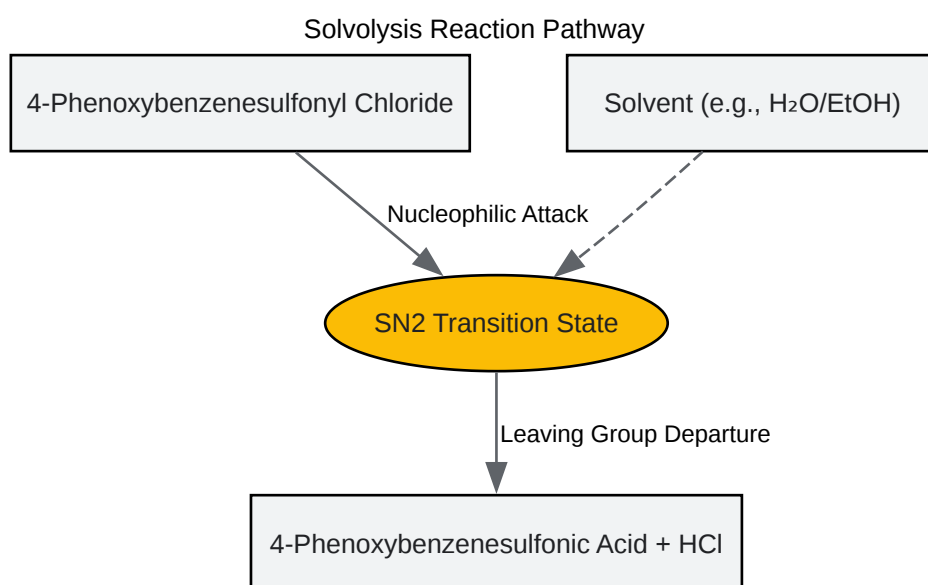 Solvolysis Reaction Pathway
4-Phenoxybenzenesulfonyl Chloride
Solvent (e.g., H₂O/EtOH)
Nucleophilic Attack
SN2 Transition State
Leaving Group Departure
4-Phenoxybenzenesulfonic Acid + HCl